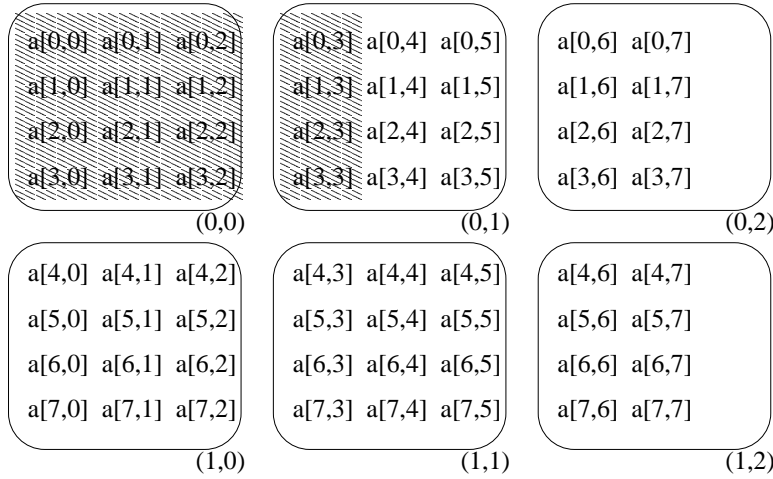 a[0,0] a[0,1] a[0,2] a[0,3] a[0,4] a[0,5] a[0,6] a[0,7]
a[1,0] a[1,1] a[1,2] a[1,3] a[1,4] a[1,5] a[1,6] a[1,7]
a[2,0] a[2,1] a[2,2] a[2,3] a[2,4] a[2,5] a[2,6] a[2,7]
a[3,0] a[3,1] a[3,2] a[3,3] a[3,4] a[3,5] a[3,6] a[3,7]
(0,0) (0,1) (0,2)
a[4,0] a[4,1] a[4,2] a[4,3] a[4,4] a[4,5] a[4,6] a[4,7]
a[5,0] a[5,1] a[5,2] a[5,3] a[5,4] a[5,5] a[5,6] a[5,7]
a[6,0] a[6,1] a[6,2] a[6,3] a[6,4] a[6,5] a[6,6] a[6,7]
a[7,0] a[7,1] a[7,2] a[7,3] a[7,4] a[7,5] a[7,6] a[7,7]
(1,0) (1,1) (1,2)